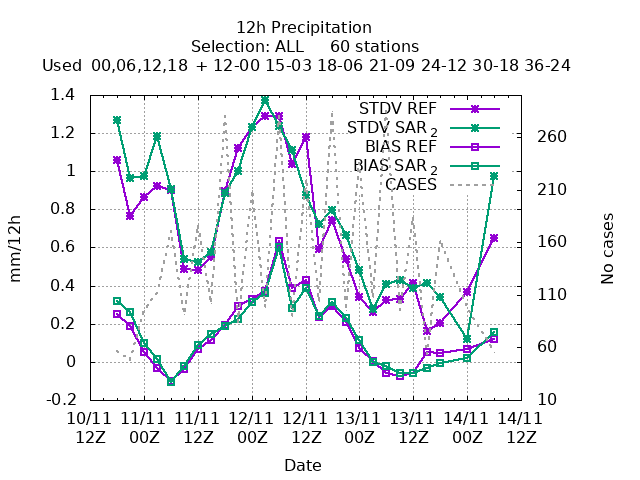 12h Precipitation
Selection: ALL 60 stations
Used 00,06,12,18 + 12-00 15-03 18-06 21-09 24-12 30-18 36-24
1.4
1.2
1
0.8
0.6
0.4
0.2
0
-0.2
mm/12h
STDV REF
STDV SAR 2
BIAS REF
BIAS SAR 2
CASES
260
210
160
110
60
10
No cases
10/11 11/11 11/11 12/11 12/11 13/11 13/11 14/11 14/11
12Z 00Z 12Z 00Z 12Z 00Z 12Z 00Z 12Z
Date